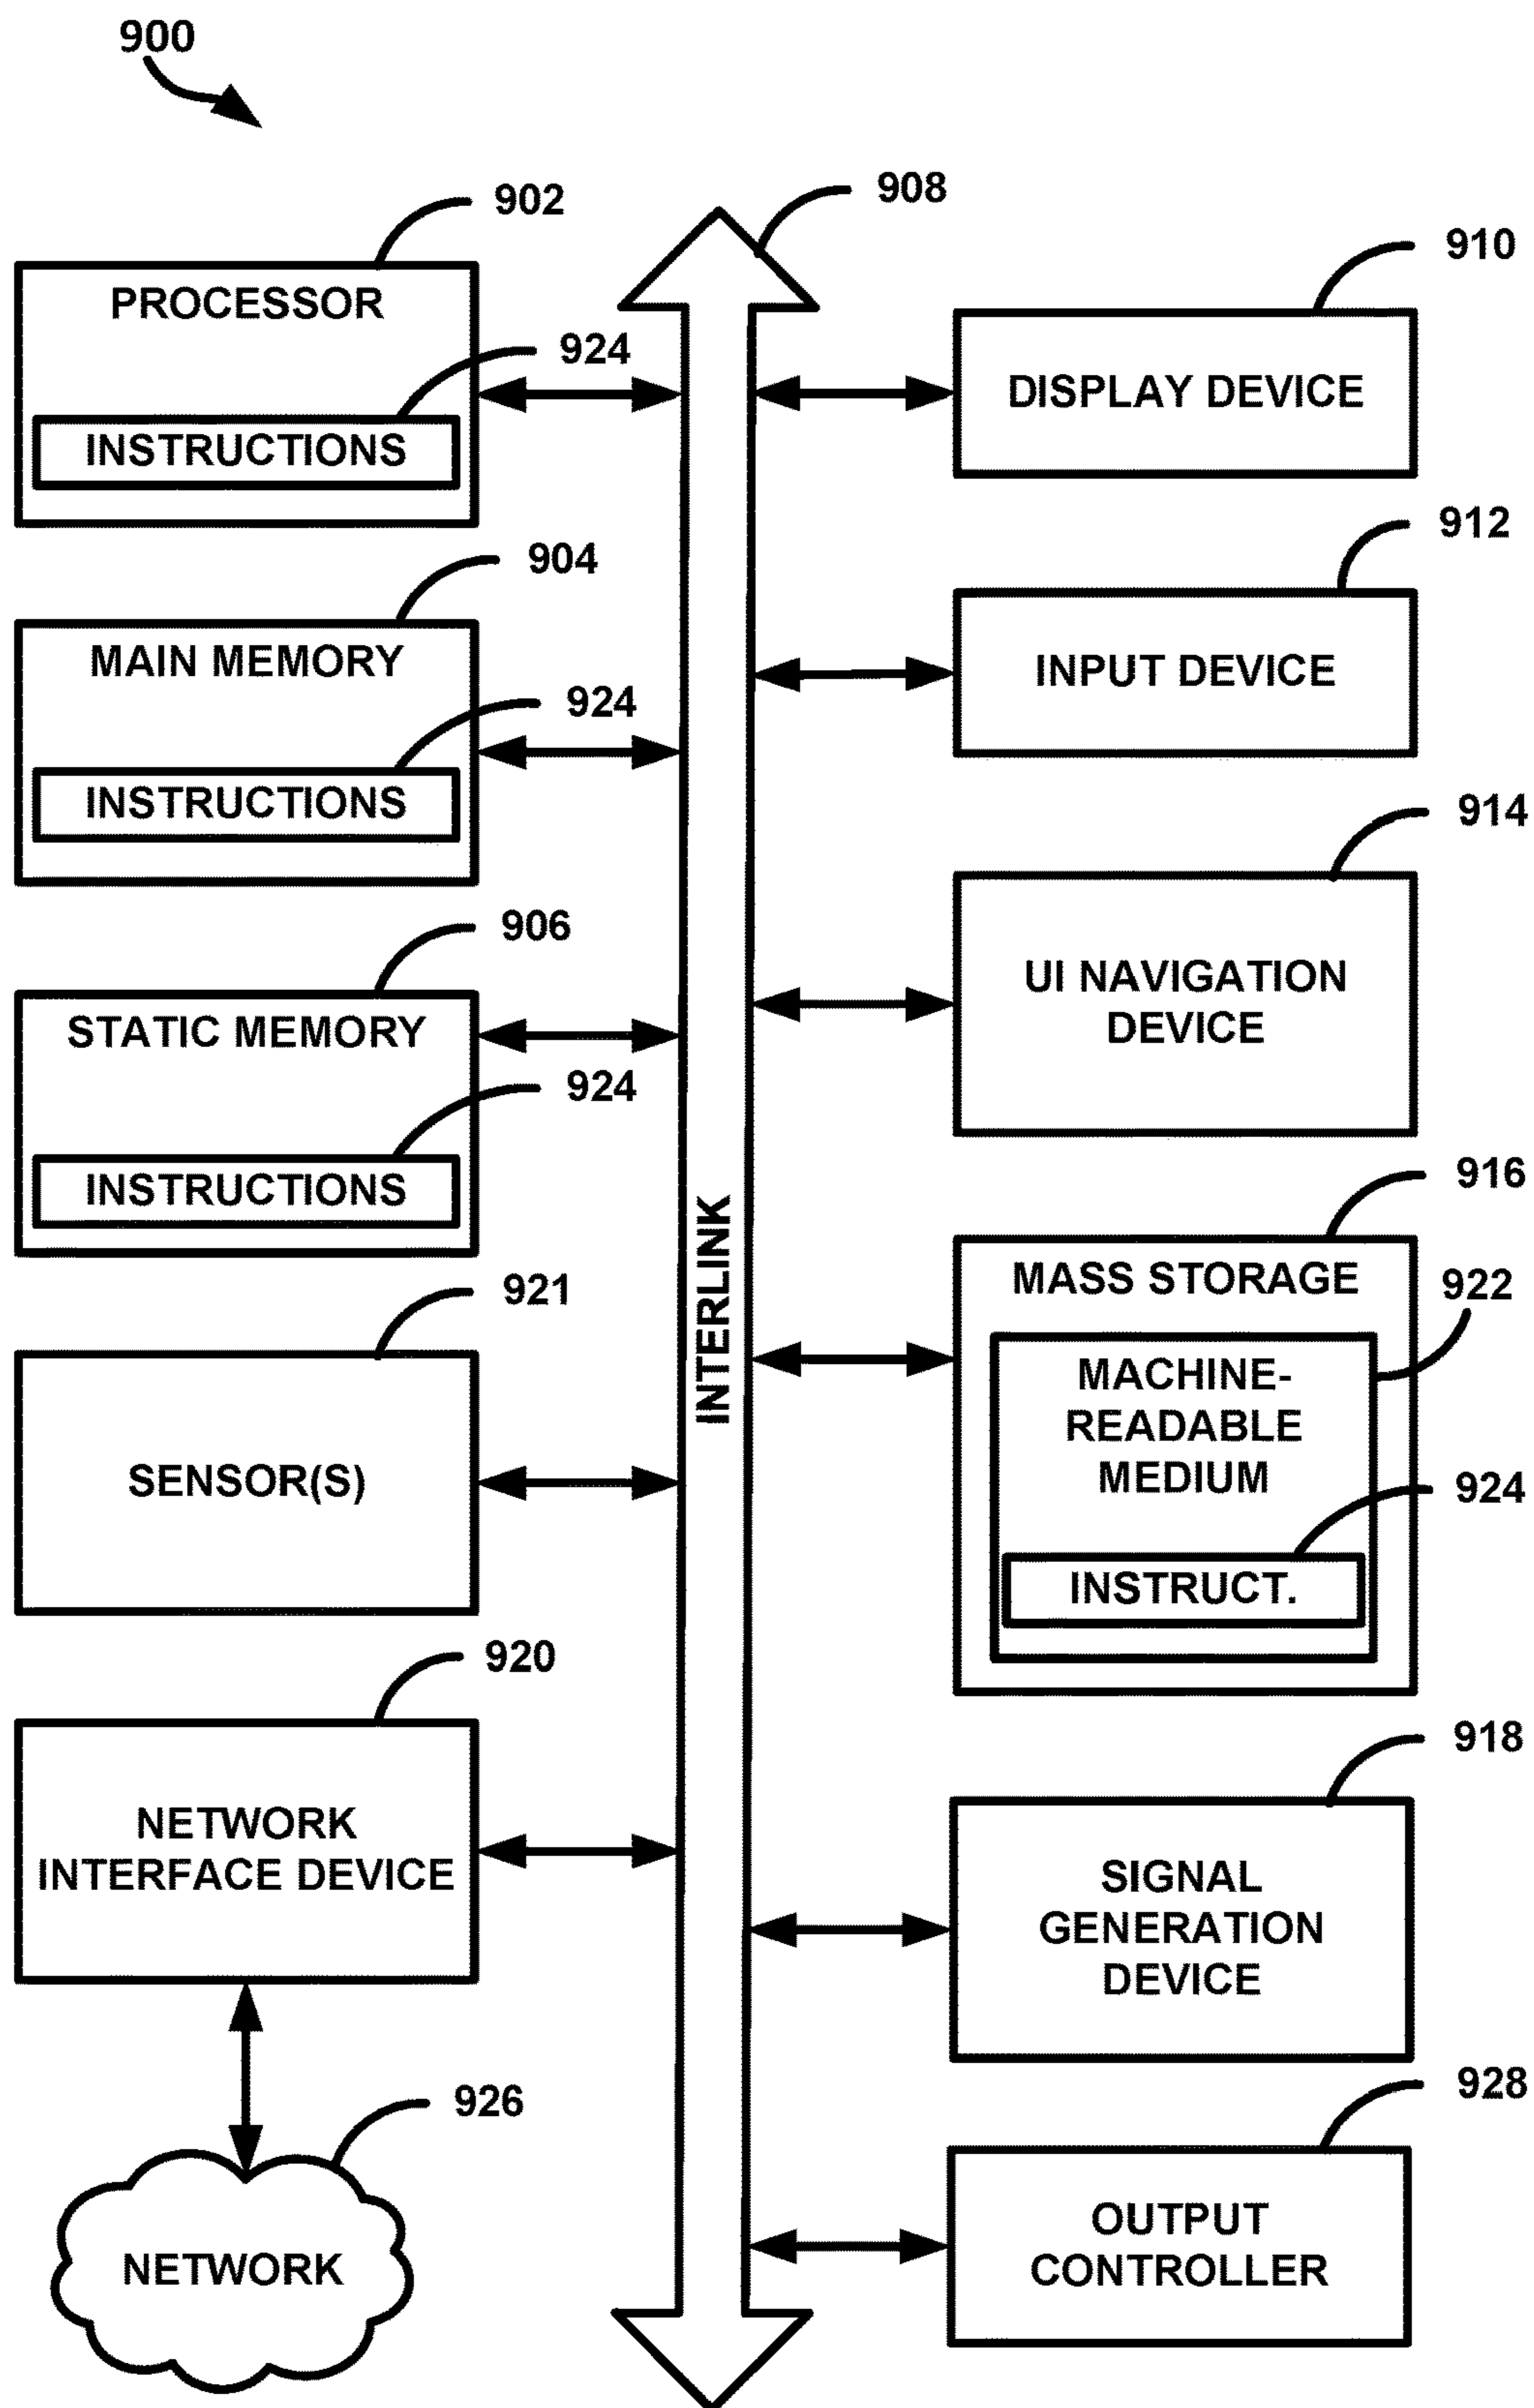 900
902
PROCESSOR
924
INSTRUCTIONS
904
MAIN MEMORY
924
INSTRUCTIONS
906
STATIC MEMORY
924
INSTRUCTIONS
921
SENSOR(S)
920
NETWORK
INTERFACE DEVICE
926
NETWORK
908
INTERLINK
910
DISPLAY DEVICE
912
INPUT DEVICE
914
UI NAVIGATION
DEVICE
916
MASS STORAGE
922
MACHINE-
READABLE
MEDIUM
924
INSTRUCT.
918
SIGNAL
GENERATION
DEVICE
928
OUTPUT
CONTROLLER